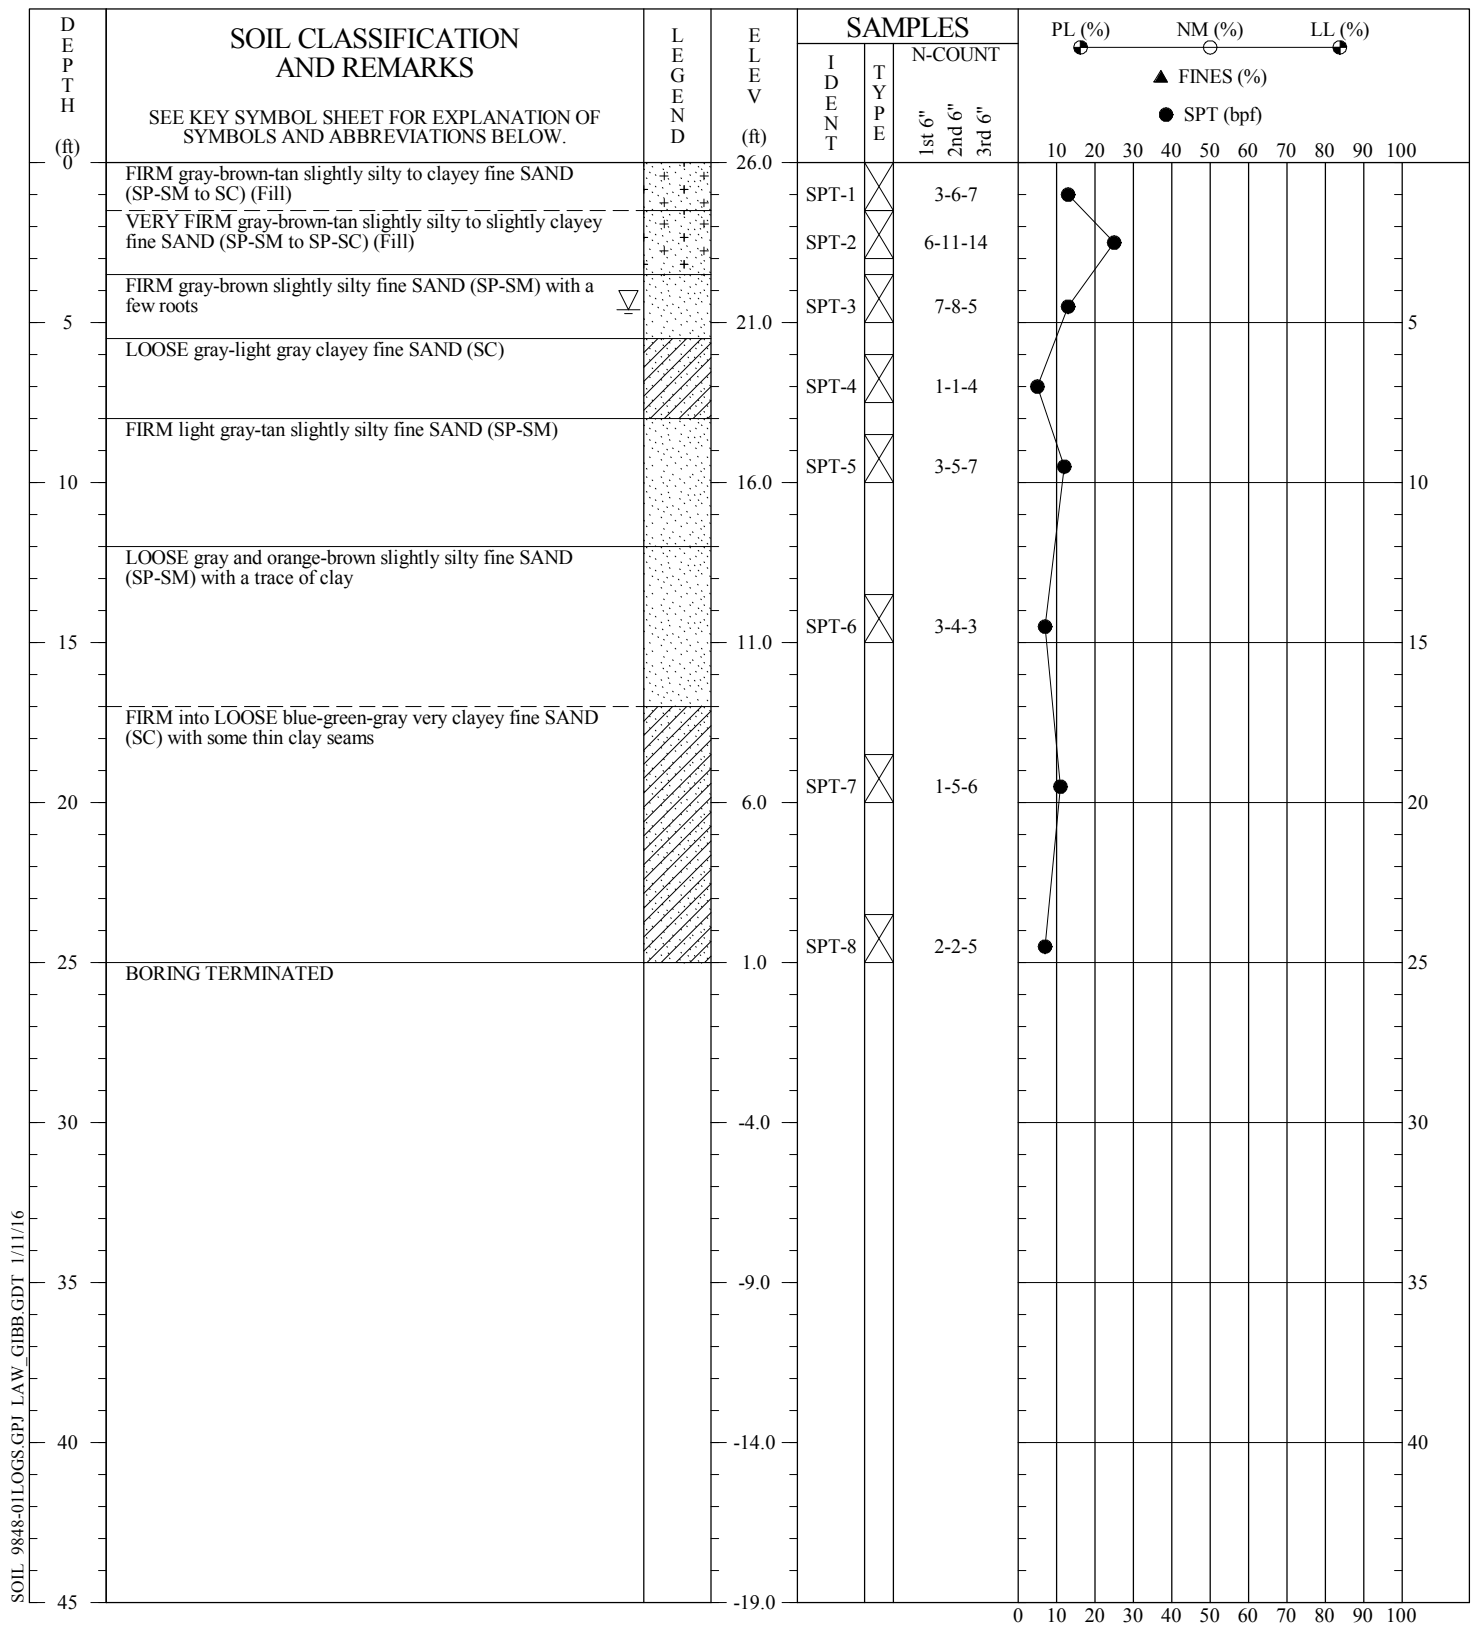 DEPTH
(ft)
SOIL CLASSIFICATION
AND REMARKS
SEE KEY SYMBOL SHEET FOR EXPLANATION OF
SYMBOLS AND ABBREVIATIONS BELOW.
LEGEND
ELEV
(ft)
SAMPLES
IDENT
TYPE
N-COUNT
1st 6"
2nd 6"
3rd 6"
PL (%) NM (%) LL (%)
FINES (%)
SPT (bpf)
10 20 30 40 50 60 70 80 90 100
0 26.0
FIRM gray-brown-tan slightly silty to clayey fine SAND
(SP-SM to SC) (Fill)
SPT-1 3-6-7
VERY FIRM gray-brown-tan slightly silty to slightly clayey
fine SAND (SP-SM to SP-SC) (Fill)
SPT-2 6-11-14
FIRM gray-brown slightly silty fine SAND (SP-SM) with a
few roots
SPT-3 7-8-5
5 21.0 5
LOOSE gray-light gray clayey fine SAND (SC)
SPT-4 1-1-4
FIRM light gray-tan slightly silty fine SAND (SP-SM)
SPT-5 3-5-7
10 16.0 10
LOOSE gray and orange-brown slightly silty fine SAND
(SP-SM) with a trace of clay
SPT-6 3-4-3
15 11.0 15
FIRM into LOOSE blue-green-gray very clayey fine SAND
(SC) with some thin clay seams
SPT-7 1-5-6
20 6.0 20
SPT-8 2-2-5
25 1.0 25
BORING TERMINATED
30 -4.0 30
35 -9.0 35
40 -14.0 40
45 -19.0
0 10 20 30 40 50 60 70 80 90 100
SOIL 9848-01LOGS.GPJ LAW_GIBB.GDT 1/11/16